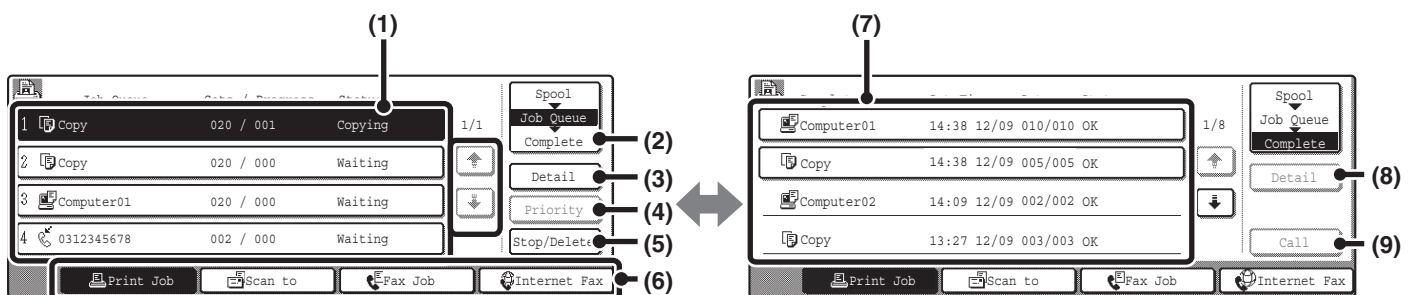 (1)
(7)
Spool
Job Queue
Complete
1 Copy 020 / 001 Copying
1/1
2 Copy 020 / 000 Waiting
3 Computer01 020 / 000 Waiting
4 0312345678 002 / 000 Waiting
(2)
Detail
(3)
Priority
(4)
Stop/Delete
(5)
Print Job
Scan to
Fax Job
Internet Fax
(6)
Spool
Job Queue
Complete
Computer01 14:38 12/09 010/010 OK
1/8
Copy 14:38 12/09 005/005 OK
Computer02 14:09 12/09 002/002 OK
Copy 13:27 12/09 003/003 OK
Detail
(8)
Call
(9)
Print Job
Scan to
Fax Job
Internet Fax